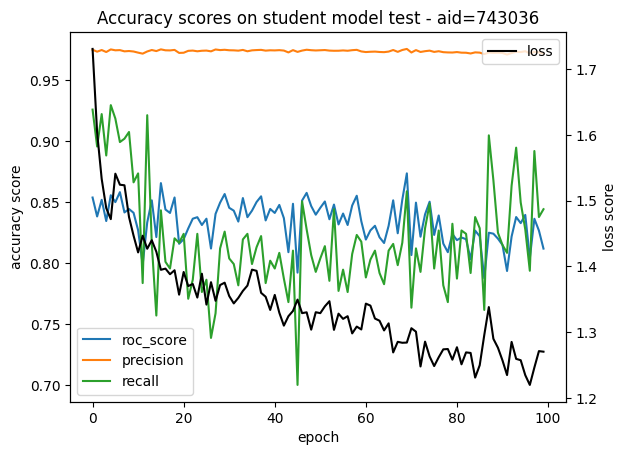 Accuracy scores on student model test - aid=743036
loss
0.95
0.90
0.85
0.80
0.75
0.70
accuracy score
1.7
1.6
1.5
1.4
1.3
1.2
loss score
roc_score
precision
recall
0
20
40
60
80
100
epoch